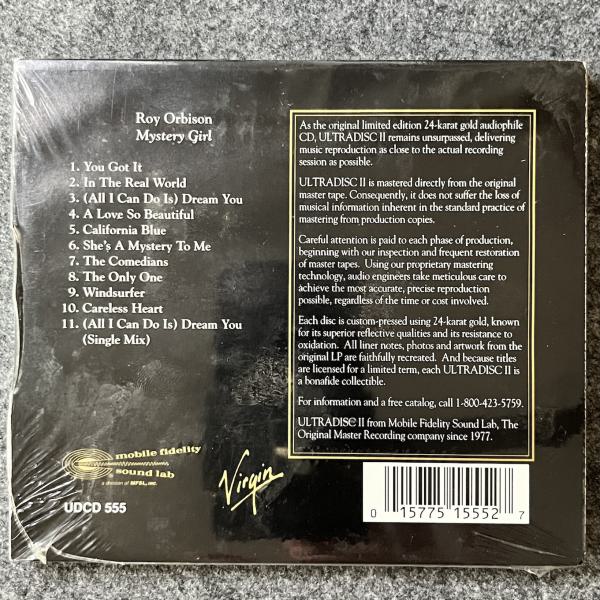 Roy Orbison
Mystery Girl
1. You Got It
2. In The Real World
3. (All I Can Do Is) Dream You
4. A Love So Beautiful
5. California Blue
6. She's A Mystery To Me
7. The Comedians
8. The Only One
9. Windsurfer
10. Careless Heart
11. (All I Can Do Is) Dream You
(Single Mix)
As the original limited edition 24-karat gold audiophile
CD, ULTRADISC II remains unsurpassed, delivering
music reproduction as close to the actual recording
session as possible.
ULTRADISC II is mastered directly from the original
master tape. Consequently, it does not suffer the loss of
musical information inherent in the standard practice of
mastering from production copies.
Careful attention is paid to each phase of production,
beginning with our inspection and frequent restoration
of master tapes. Using our proprietary mastering
technology, audio engineers take meticulous care to
achieve the most accurate, precise reproduction
possible, regardless of the time or cost involved.
Each disc is custom-pressed using 24-karat gold, known
for its superior reflective qualities and its resistance to
oxidation. All liner notes, photos and artwork from the
original LP are faithfully recreated. And because titles
are licensed for a limited term, each ULTRADISC II is
a bonafide collectible.
For information and a free catalog, call 1-800-423-5759.
ULTRADISC II from Mobile Fidelity Sound Lab, The
Original Master Recording company since 1977.
mobile fidelity
sound lab
a division of MFSL, INC.
UDCD 555
Virgin
0 15775 15552 7